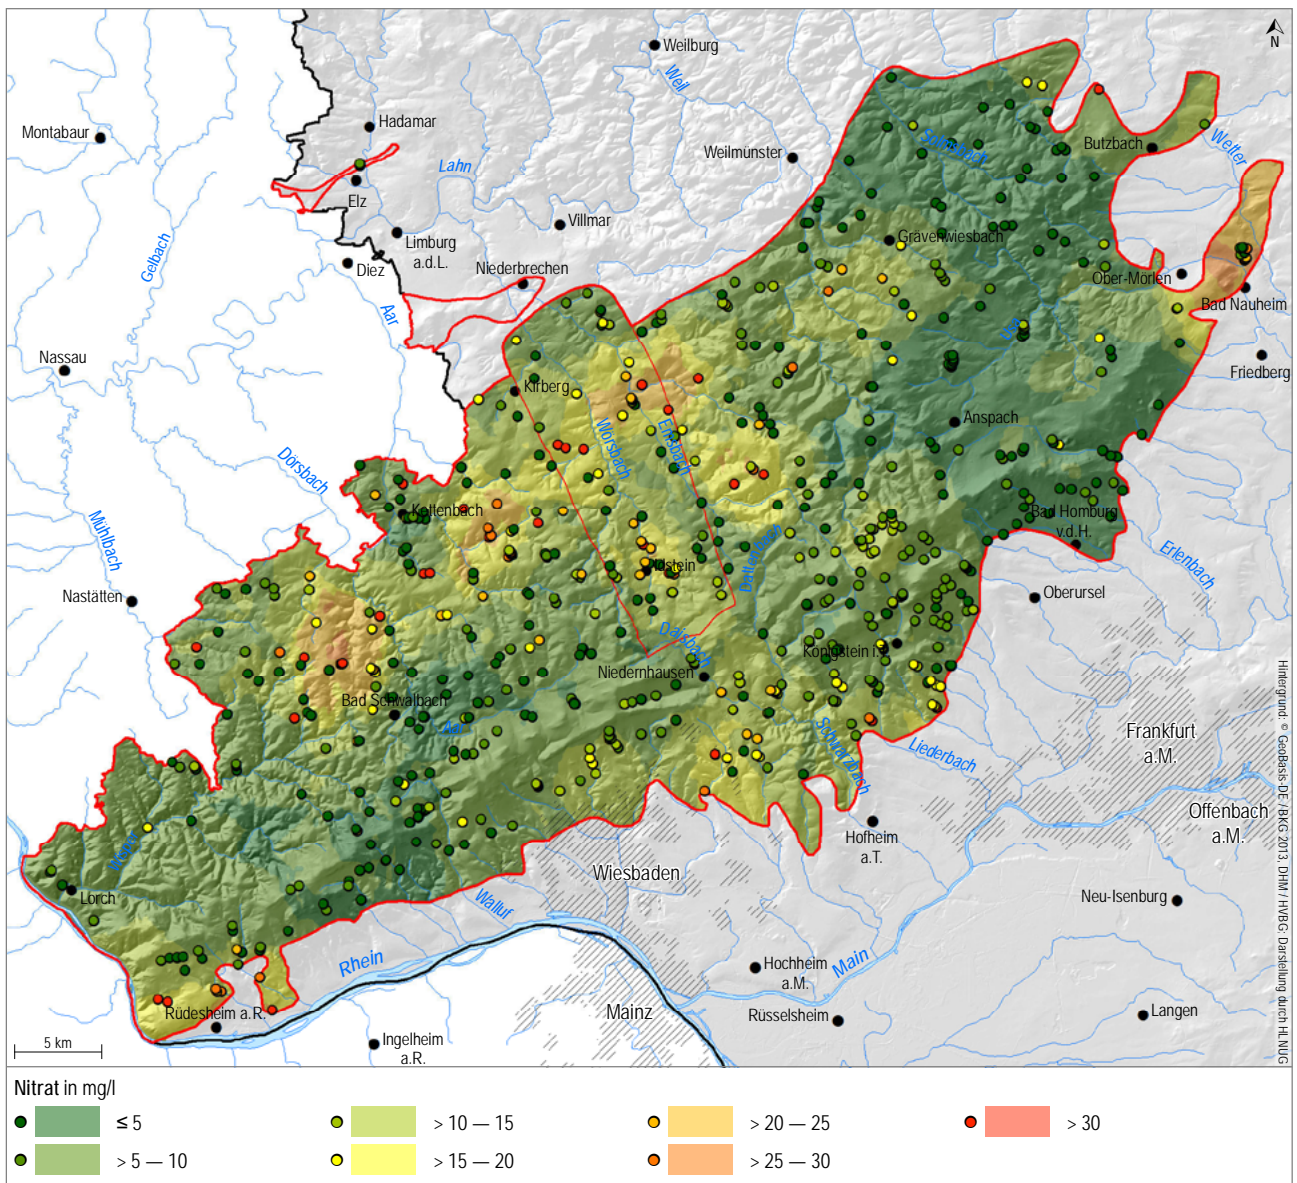 N
Weilburg
Weil
Montabaur
Hadamar
Solmsbach
Butzbach
Wetter
Weilmünster
Lahn
Elz
Villmar
Gelbach
Limburg
a.d.L.
Grävenwiesbach
Diez
Niederbrechen
Ober-Mörlen
Bad Nauheim
Aar
Usa
Nassau
Friedberg
Kirberg
Anspach
Wörsbach
Emsbach
Dörsbach
Mühlbach
Kattenbach
Bad Homburg
v.d.H.
Dattenbach
Erlenbach
Idstein
Nastätten
Oberursel
Daisbach
Königstein i.
Niedernhausen
Bad Schwalbach
Aar
Schwarzbach
Liederbach
Frankfurt
a.M.
Offenbach
a.M.
Hofheim
a.T.
Wisper
Wiesbaden
Lorch
Walluf
Neu-Isenburg
Rhein
Main
Hochheim
a.M.
Rüdesheim a.R.
Mainz
Rüsselsheim
Langen
Ingelheim
a.R.
5 km
Hintergrund: © GeoBasis-DE / BKG 2013, DHM / HVBG: Darstellung durch HLNUG
Nitrat in mg/l
≤ 5
> 10 — 15
> 20 — 25
> 30
> 5 — 10
> 15 — 20
> 25 — 30